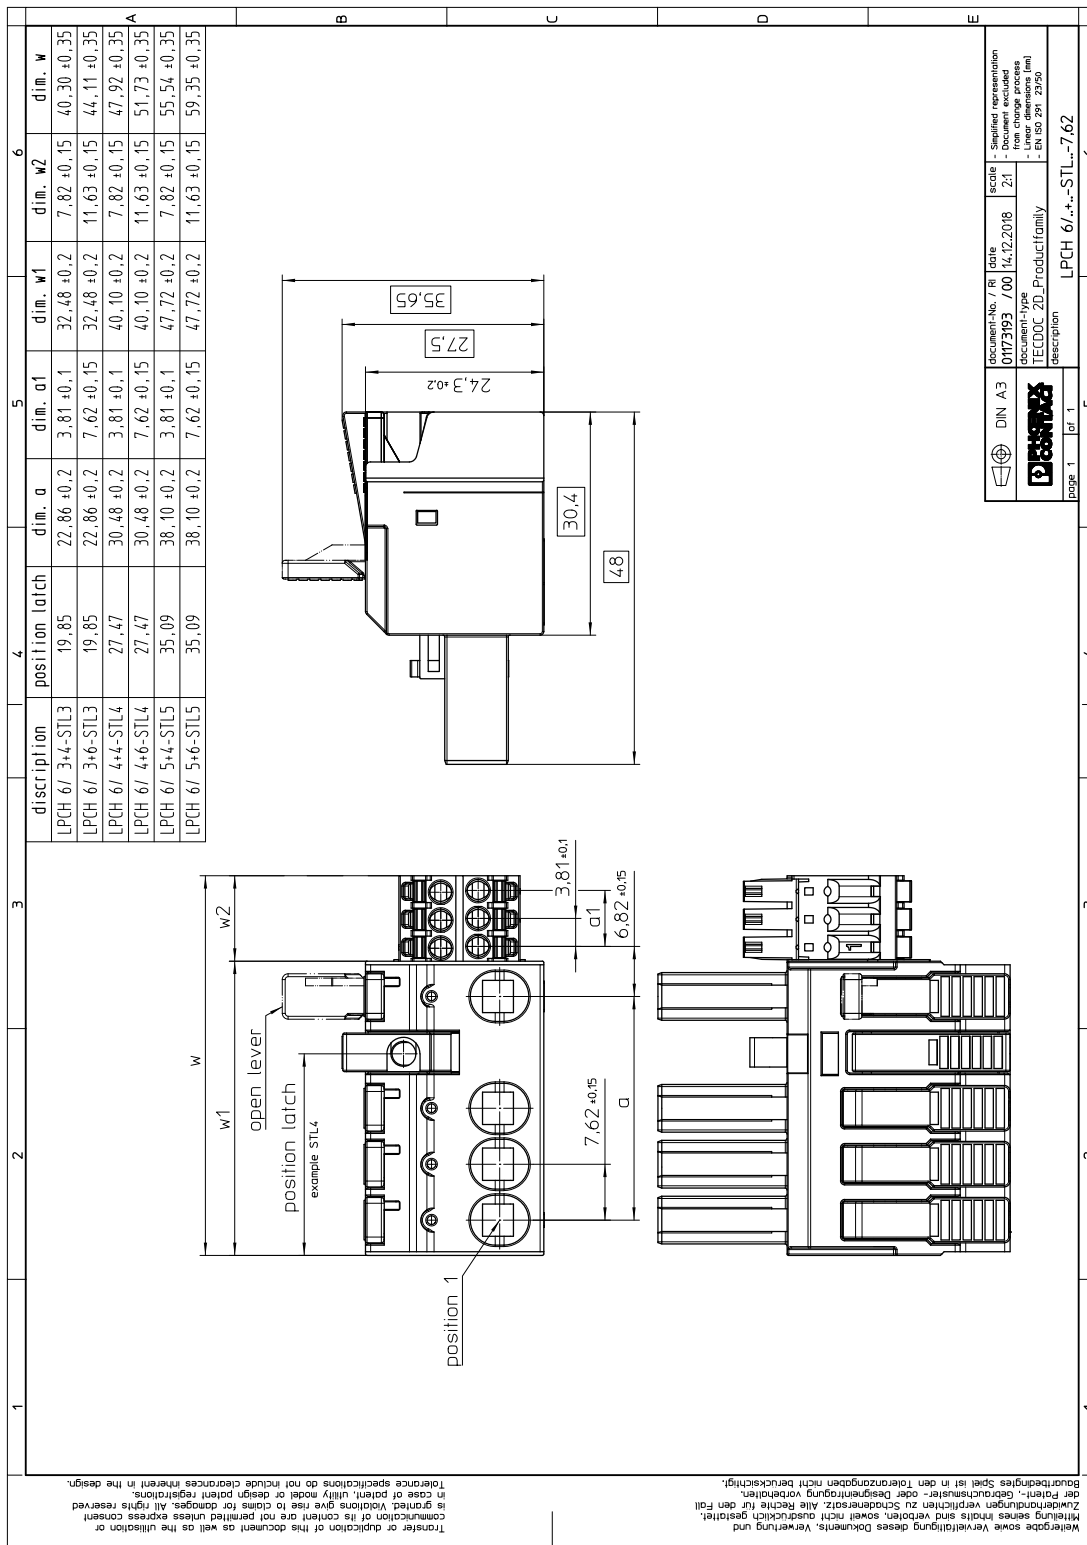 discription position latch dim. a dim. a1 dim. w1 dim. w2 dim. w
LPCH 6/ 3+4-STL3 19,85 22,86 ±0,2 3,81 ±0,1 32,48 ±0,2 7,82 ±0,15 40,30 ±0,35
LPCH 6/ 3+6-STL3 19,85 22,86 ±0,2 7,62 ±0,15 32,48 ±0,2 11,63 ±0,15 44,11 ±0,35
LPCH 6/ 4+4-STL4 27,47 30,48 ±0,2 3,81 ±0,1 40,10 ±0,2 7,82 ±0,15 47,92 ±0,35
LPCH 6/ 4+6-STL4 27,47 30,48 ±0,2 7,62 ±0,15 40,10 ±0,2 11,63 ±0,15 51,73 ±0,35
LPCH 6/ 5+4-STL5 35,09 38,10 ±0,2 3,81 ±0,1 47,72 ±0,2 7,82 ±0,15 55,54 ±0,35
LPCH 6/ 5+6-STL5 35,09 38,10 ±0,2 7,62 ±0,15 47,72 ±0,2 11,63 ±0,15 59,35 ±0,35
1 2 3 4 5 6
A
B
C
D
E
w
w1 w2
open lever
position latch
example STL4
position 1
3,81 ±0,1
a1
6,82 ±0,15
7,62 ±0,15
a
1
35,65
27,5
24,3 ±0,2
30,4
48
DIN A3
PHOENIX
CONTACT
page 1 of 1
document-No. / RI
01173193 / 00
date
14.12.2018
scale
2:1
- Simplified representation
- Document excluded
from change process
- Linear dimensions [mm]
- EN ISO 291 23/50
document-type
TECDOC 2D_Productfamily
description
LPCH 6/..+..-STL..-7,62
Transfer or duplication of this document as well as the utilisation or
communication of its content are not permitted unless express consent
is granted. Violations give rise to claims for damages. All rights reserved
in case of patent, utility model or design patent registrations.
Tolerance specifications do not include clearances inherent in the design.
Weitergabe sowie Vervielfältigung dieses Dokuments, Verwertung und
Mitteilung seines Inhalts sind verboten, soweit nicht ausdrücklich gestattet.
Zuwiderhandlungen verpflichten zu Schadenersatz. Alle Rechte für den Fall
der Patent-, Gebrauchsmuster- oder Designeintragung vorbehalten.
Bauartbedingtes Spiel ist in den Toleranzangaben nicht berücksichtigt.